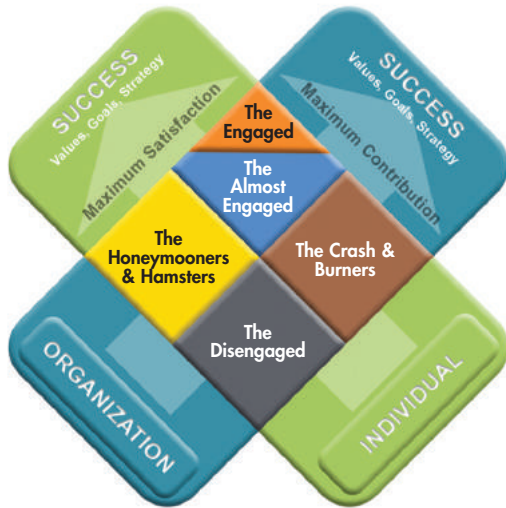 SUCCESS
Values, Goals, Strategy
Maximum Satisfaction
SUCCESS
Values, Goals, Strategy
Maximum Contribution
The
Engaged
The
Almost
Engaged
The
Honeymooners
& Hamsters
The Crash &
Burners
The
Disengaged
ORGANIZATION
INDIVIDUAL